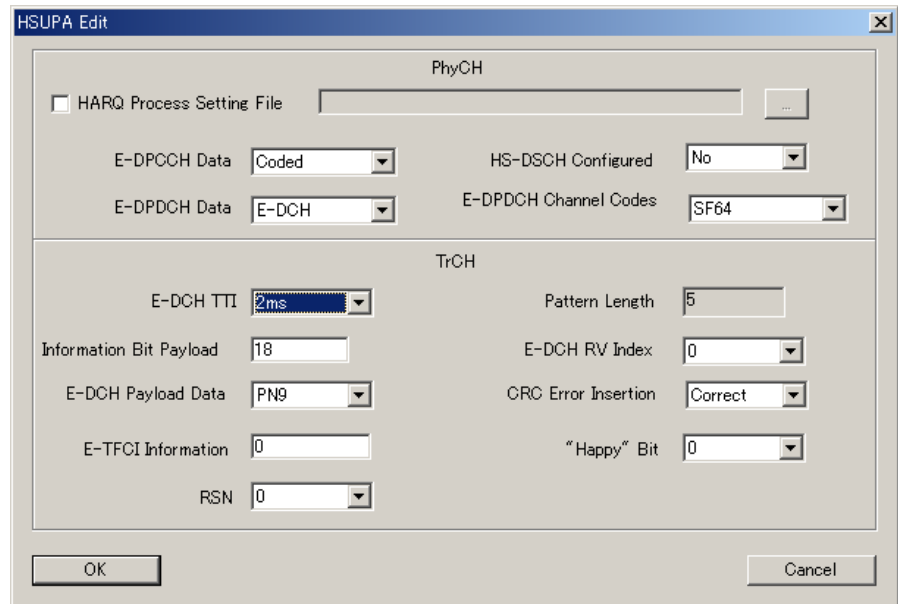 HSUPA Edit
PhyCH
HARQ Process Setting File
...
E-DPCCH Data Coded HS-DSCH Configured No
E-DPDCH Data E-DCH E-DPDCH Channel Codes SF64
TrCH
E-DCH TTI 2ms Pattern Length 5
Information Bit Payload 18 E-DCH RV Index 0
E-DCH Payload Data PN9 CRC Error Insertion Correct
E-TFCI Information 0 "Happy" Bit 0
RSN 0
OK Cancel